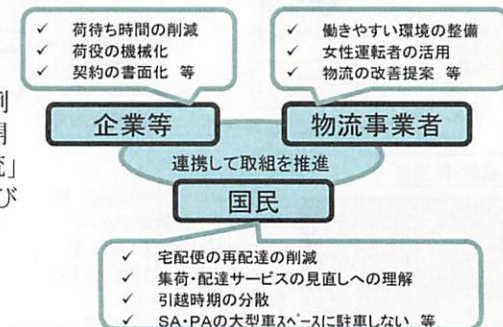 ✓ 荷待ち時間の削減
✓ 荷役の機械化
✓ 契約の書面化 等
✓ 働きやすい環境の整備
✓ 女性運転者の活用
✓ 物流の改善提案 等
企業等
物流事業者
連携して取組を推進
国民
✓ 宅配便の再配達の削減
✓ 集荷・配達サービスの見直しへの理解
✓ 引越時期の分散
✓ SA・PAの大型車スペースに駐車しない 等
」
び